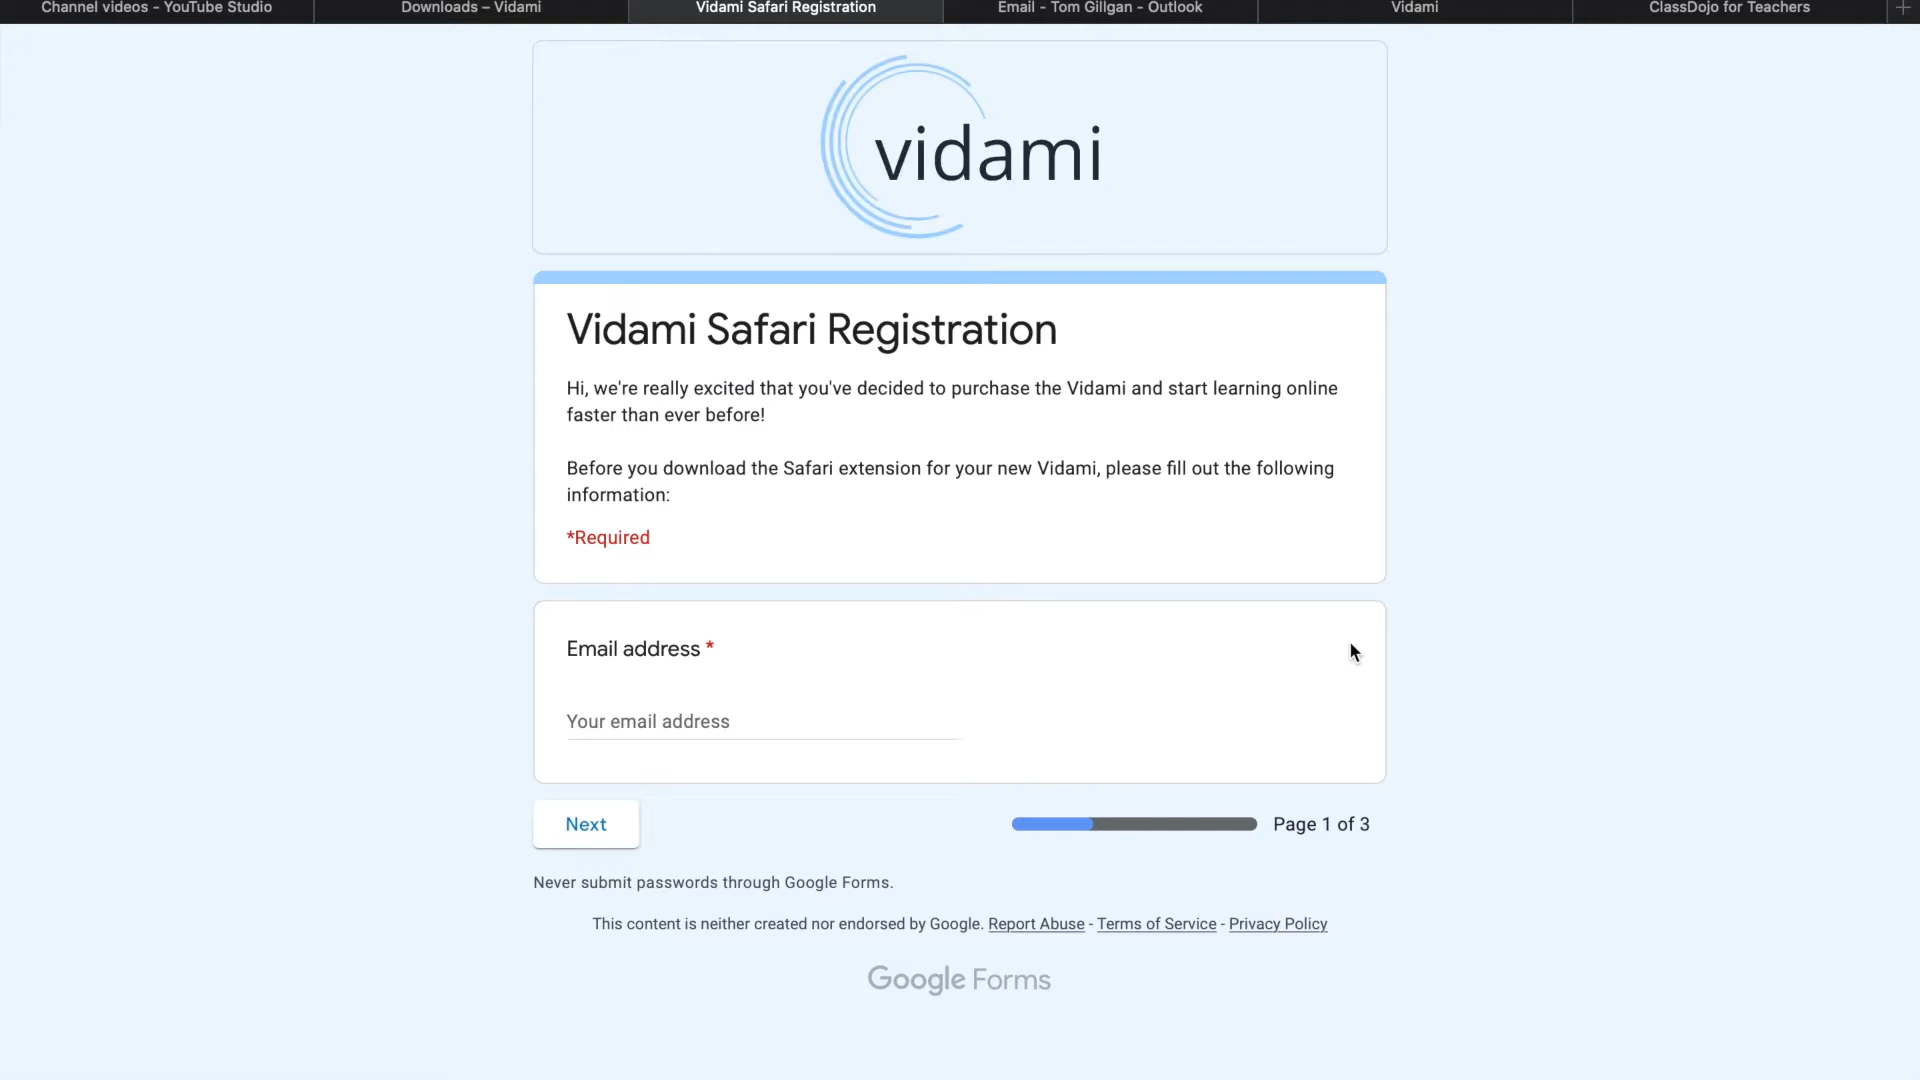 Channel videos - YouTube Studio
Downloads – Vidami
Vidami Safari Registration
Email - Tom Gillgan - Outlook
Vidami
ClassDojo for Teachers
vidami
Vidami Safari Registration
Hi, we're really excited that you've decided to purchase the Vidami and start learning online
faster than ever before!
Before you download the Safari extension for your new Vidami, please fill out the following
information:
*Required
Email address *
Your email address
Next
Page 1 of 3
Never submit passwords through Google Forms.
This content is neither created nor endorsed by Google. Report Abuse - Terms of Service - Privacy Policy
Google Forms